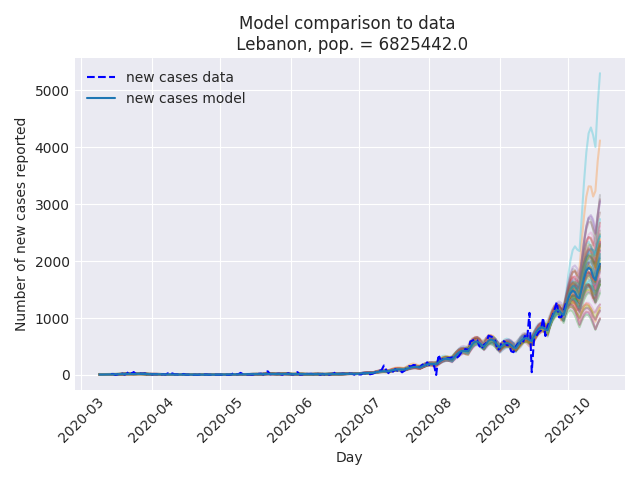 Model comparison to data
Lebanon, pop. = 6825442.0
new cases data
new cases model
Number of new cases reported
5000
4000
3000
2000
1000
0
2020-03
2020-04
2020-05
2020-06
2020-07
2020-08
2020-09
2020-10
Day